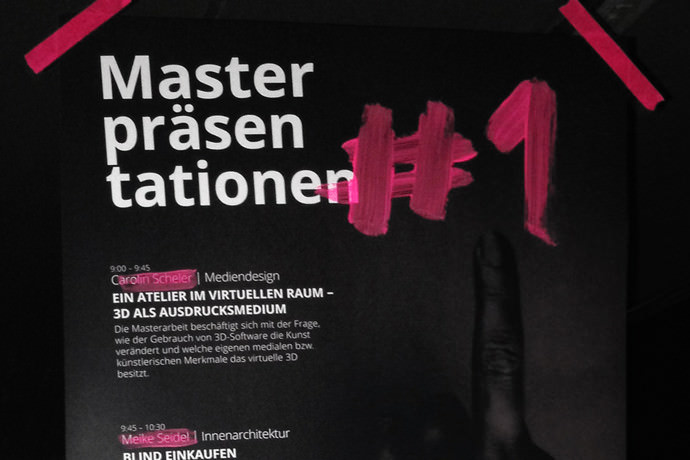 Master
präsen
tationen #1
9:00 – 9:45
Carolin Scheler | Mediendesign
EIN ATELIER IM VIRTUELLEN RAUM –
3D ALS AUSDRUCKSMEDIUM
Die Masterarbeit beschäftigt sich mit der Frage,
wie der Gebrauch von 3D-Software die Kunst
verändert und welche eigenen medialen bzw.
künstlerischen Merkmale das virtuelle 3D
besitzt.
9:45 – 10:30
Meike Seidel | Innenarchitektur
BLIND EINKAUFEN